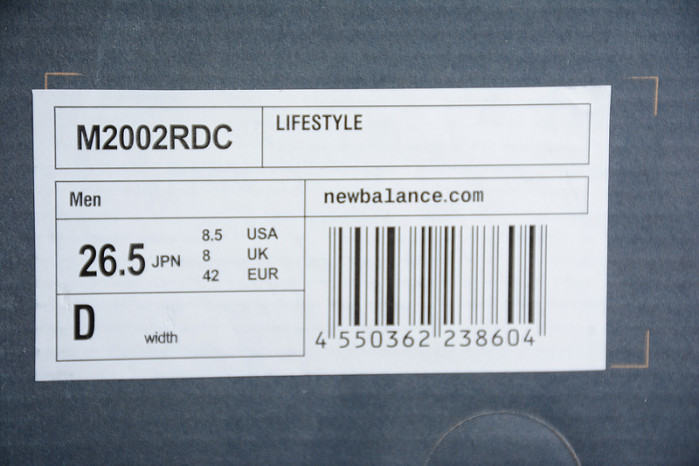 M2002RDC
LIFESTYLE
Men
newbalance.com
26.5 JPN
8.5 USA
8 UK
42 EUR
D width
4 550362 238604